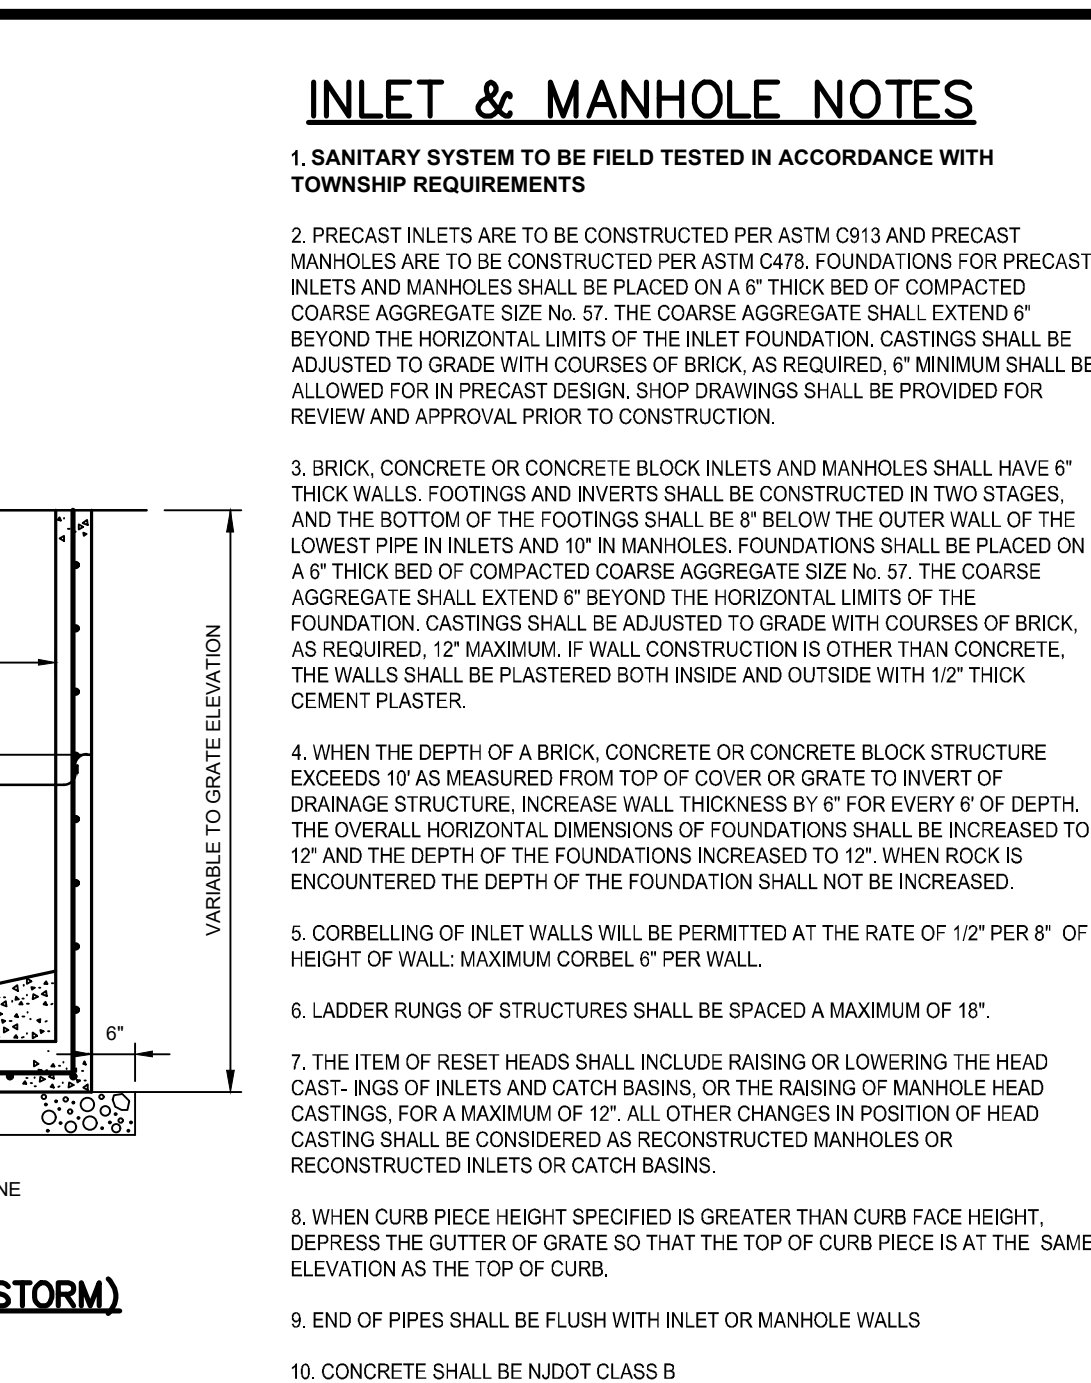 INLET & MANHOLE NOTES
1. SANITARY SYSTEM TO BE FIELD TESTED IN ACCORDANCE WITH
TOWNSHIP REQUIREMENTS
2. PRECAST INLETS ARE TO BE CONSTRUCTED PER ASTM C913 AND PRECAST
MANHOLES ARE TO BE CONSTRUCTED PER ASTM C478. FOUNDATIONS FOR PRECAST
INLETS AND MANHOLES SHALL BE PLACED ON A 6" THICK BED OF COMPACTED
COARSE AGGREGATE SIZE No. 57. THE COARSE AGGREGATE SHALL EXTEND 6"
BEYOND THE HORIZONTAL LIMITS OF THE INLET FOUNDATION. CASTINGS SHALL BE
ADJUSTED TO GRADE WITH COURSES OF BRICK, AS REQUIRED, 6" MINIMUM SHALL BE
ALLOWED FOR IN PRECAST DESIGN. SHOP DRAWINGS SHALL BE PROVIDED FOR
REVIEW AND APPROVAL PRIOR TO CONSTRUCTION.
3. BRICK, CONCRETE OR CONCRETE BLOCK INLETS AND MANHOLES SHALL HAVE 6"
THICK WALLS. FOOTINGS AND INVERTS SHALL BE CONSTRUCTED IN TWO STAGES,
AND THE BOTTOM OF THE FOOTINGS SHALL BE 8" BELOW THE OUTER WALL OF THE
LOWEST PIPE IN INLETS AND 10" IN MANHOLES. FOUNDATIONS SHALL BE PLACED ON
A 6" THICK BED OF COMPACTED COARSE AGGREGATE SIZE No. 57. THE COARSE
AGGREGATE SHALL EXTEND 6" BEYOND THE HORIZONTAL LIMITS OF THE
FOUNDATION. CASTINGS SHALL BE ADJUSTED TO GRADE WITH COURSES OF BRICK,
AS REQUIRED, 12" MAXIMUM. IF WALL CONSTRUCTION IS OTHER THAN CONCRETE,
THE WALLS SHALL BE PLASTERED BOTH INSIDE AND OUTSIDE WITH 1/2" THICK
CEMENT PLASTER.
4. WHEN THE DEPTH OF A BRICK, CONCRETE OR CONCRETE BLOCK STRUCTURE
EXCEEDS 10' AS MEASURED FROM TOP OF COVER OR GRATE TO INVERT OF
DRAINAGE STRUCTURE, INCREASE WALL THICKNESS BY 6" FOR EVERY 6' OF DEPTH.
THE OVERALL HORIZONTAL DIMENSIONS OF FOUNDATIONS SHALL BE INCREASED TO
12" AND THE DEPTH OF THE FOUNDATIONS INCREASED TO 12". WHEN ROCK IS
ENCOUNTERED THE DEPTH OF THE FOUNDATION SHALL NOT BE INCREASED.
5. CORBELLING OF INLET WALLS WILL BE PERMITTED AT THE RATE OF 1/2" PER 8" OF
HEIGHT OF WALL: MAXIMUM CORBEL 6" PER WALL.
6. LADDER RUNGS OF STRUCTURES SHALL BE SPACED A MAXIMUM OF 18".
7. THE ITEM OF RESET HEADS SHALL INCLUDE RAISING OR LOWERING THE HEAD
CAST- INGS OF INLETS AND CATCH BASINS, OR THE RAISING OF MANHOLE HEAD
CASTINGS, FOR A MAXIMUM OF 12". ALL OTHER CHANGES IN POSITION OF HEAD
CASTING SHALL BE CONSIDERED AS RECONSTRUCTED MANHOLES OR
RECONSTRUCTED INLETS OR CATCH BASINS.
8. WHEN CURB PIECE HEIGHT SPECIFIED IS GREATER THAN CURB FACE HEIGHT,
DEPRESS THE GUTTER OF GRATE SO THAT THE TOP OF CURB PIECE IS AT THE SAME
ELEVATION AS THE TOP OF CURB.
9. END OF PIPES SHALL BE FLUSH WITH INLET OR MANHOLE WALLS
10. CONCRETE SHALL BE NJDOT CLASS B
VARIABLE TO GRATE ELEVATION
6"
NE
STORM)